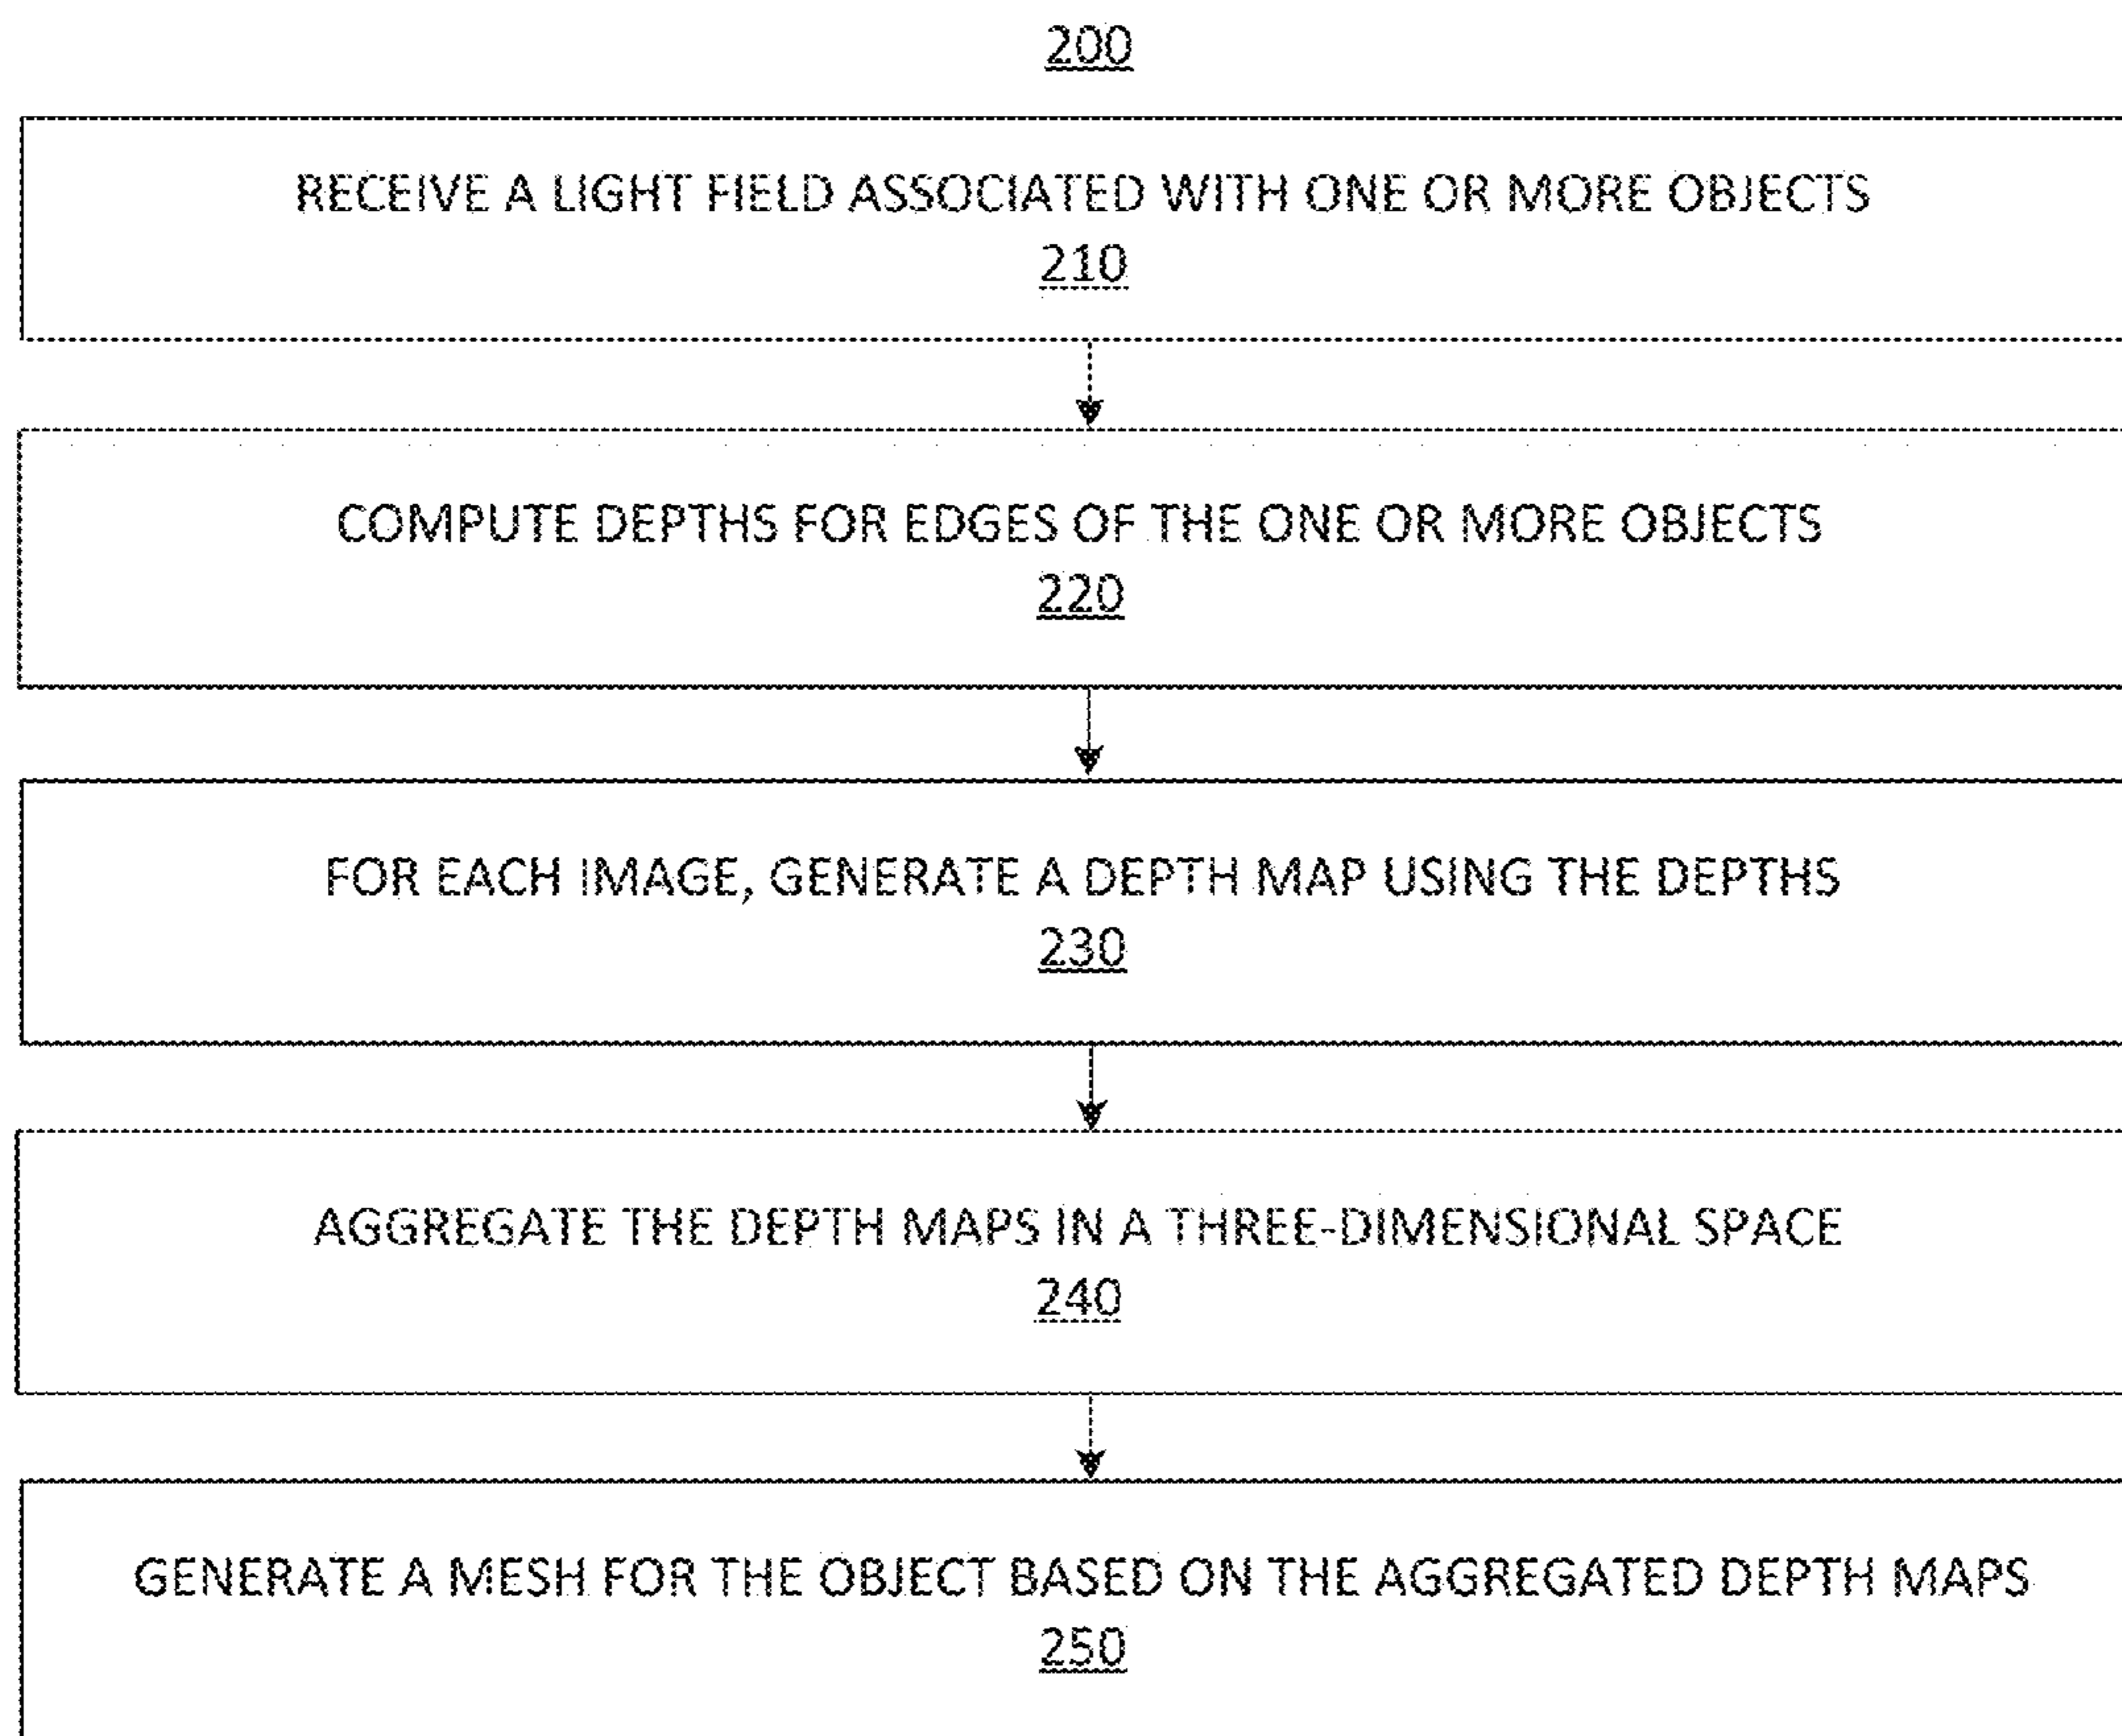 200
RECEIVE A LIGHT FIELD ASSOCIATED WITH ONE OR MORE OBJECTS
210
COMPUTE DEPTHS FOR EDGES OF THE ONE OR MORE OBJECTS
220
FOR EACH IMAGE, GENERATE A DEPTH MAP USING THE DEPTHS
230
AGGREGATE THE DEPTH MAPS IN A THREE-DIMENSIONAL SPACE
240
GENERATE A MESH FOR THE OBJECT BASED ON THE AGGREGATED DEPTH MAPS
250